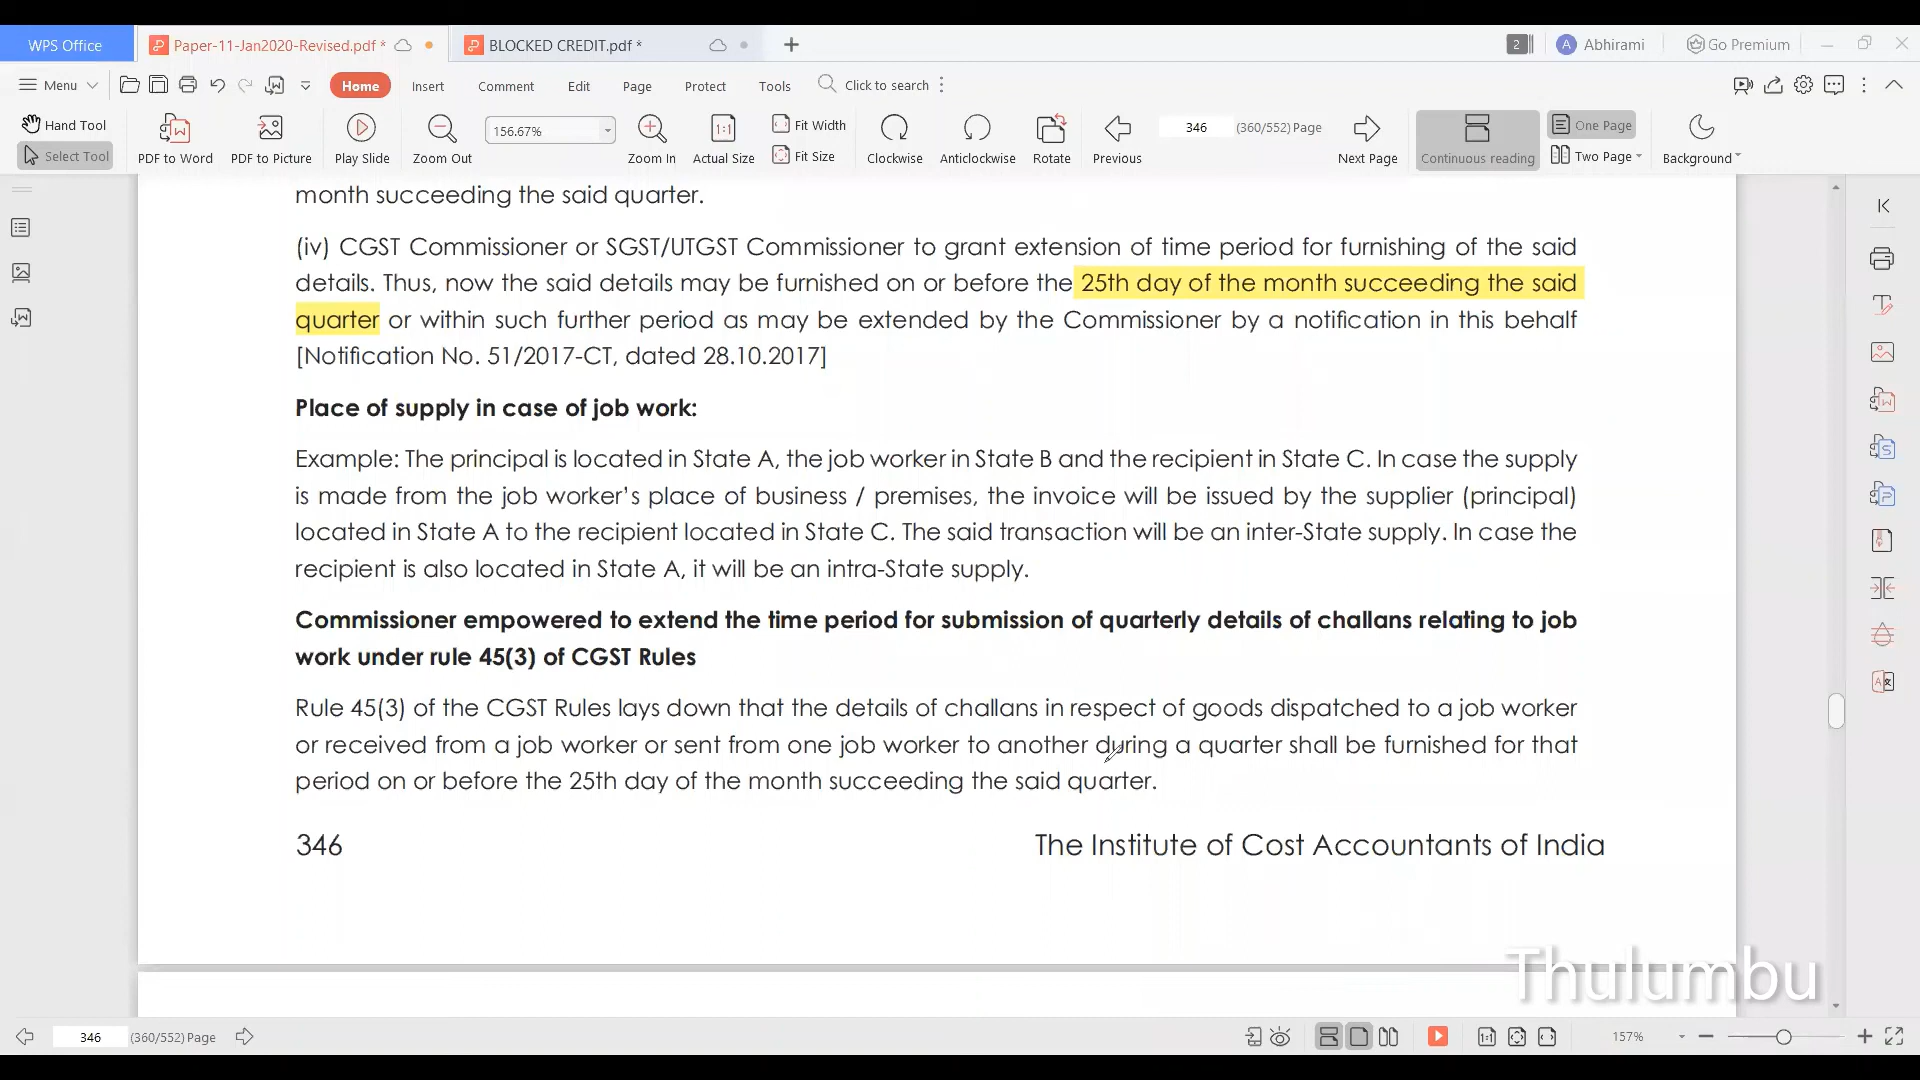 WPS Office
Paper-11-Jan2020-Revised.pdf *
BLOCKED CREDIT.pdf *
2
A Abhirami
Go Premium
Menu
Home
Insert
Comment
Edit
Page
Protect
Tools
Click to search
Hand Tool
Select Tool
PDF to Word
PDF to Picture
Play Slide
Zoom Out
156.67%
Zoom In
1:1
Actual Size
Fit Width
Fit Size
Clockwise
Anticlockwise
Rotate
Previous
346 (360/552) Page
Next Page
Continuous reading
One Page
Two Page
Background
month succeeding the said quarter.
(iv) CGST Commissioner or SGST/UTGST Commissioner to grant extension of time period for furnishing of the said
details. Thus, now the said details may be furnished on or before the 25th day of the month succeeding the said
quarter or within such further period as may be extended by the Commissioner by a notification in this behalf
[Notification No. 51/2017-CT, dated 28.10.2017]
Place of supply in case of job work:
Example: The principal is located in State A, the job worker in State B and the recipient in State C. In case the supply
is made from the job worker's place of business / premises, the invoice will be issued by the supplier (principal)
located in State A to the recipient located in State C. The said transaction will be an inter-State supply. In case the
recipient is also located in State A, it will be an intra-State supply.
Commissioner empowered to extend the time period for submission of quarterly details of challans relating to job
work under rule 45(3) of CGST Rules
Rule 45(3) of the CGST Rules lays down that the details of challans in respect of goods dispatched to a job worker
or received from a job worker or sent from one job worker to another during a quarter shall be furnished for that
period on or before the 25th day of the month succeeding the said quarter.
346
The Institute of Cost Accountants of India
Thulumbu
346 (360/552) Page
1:1
157%